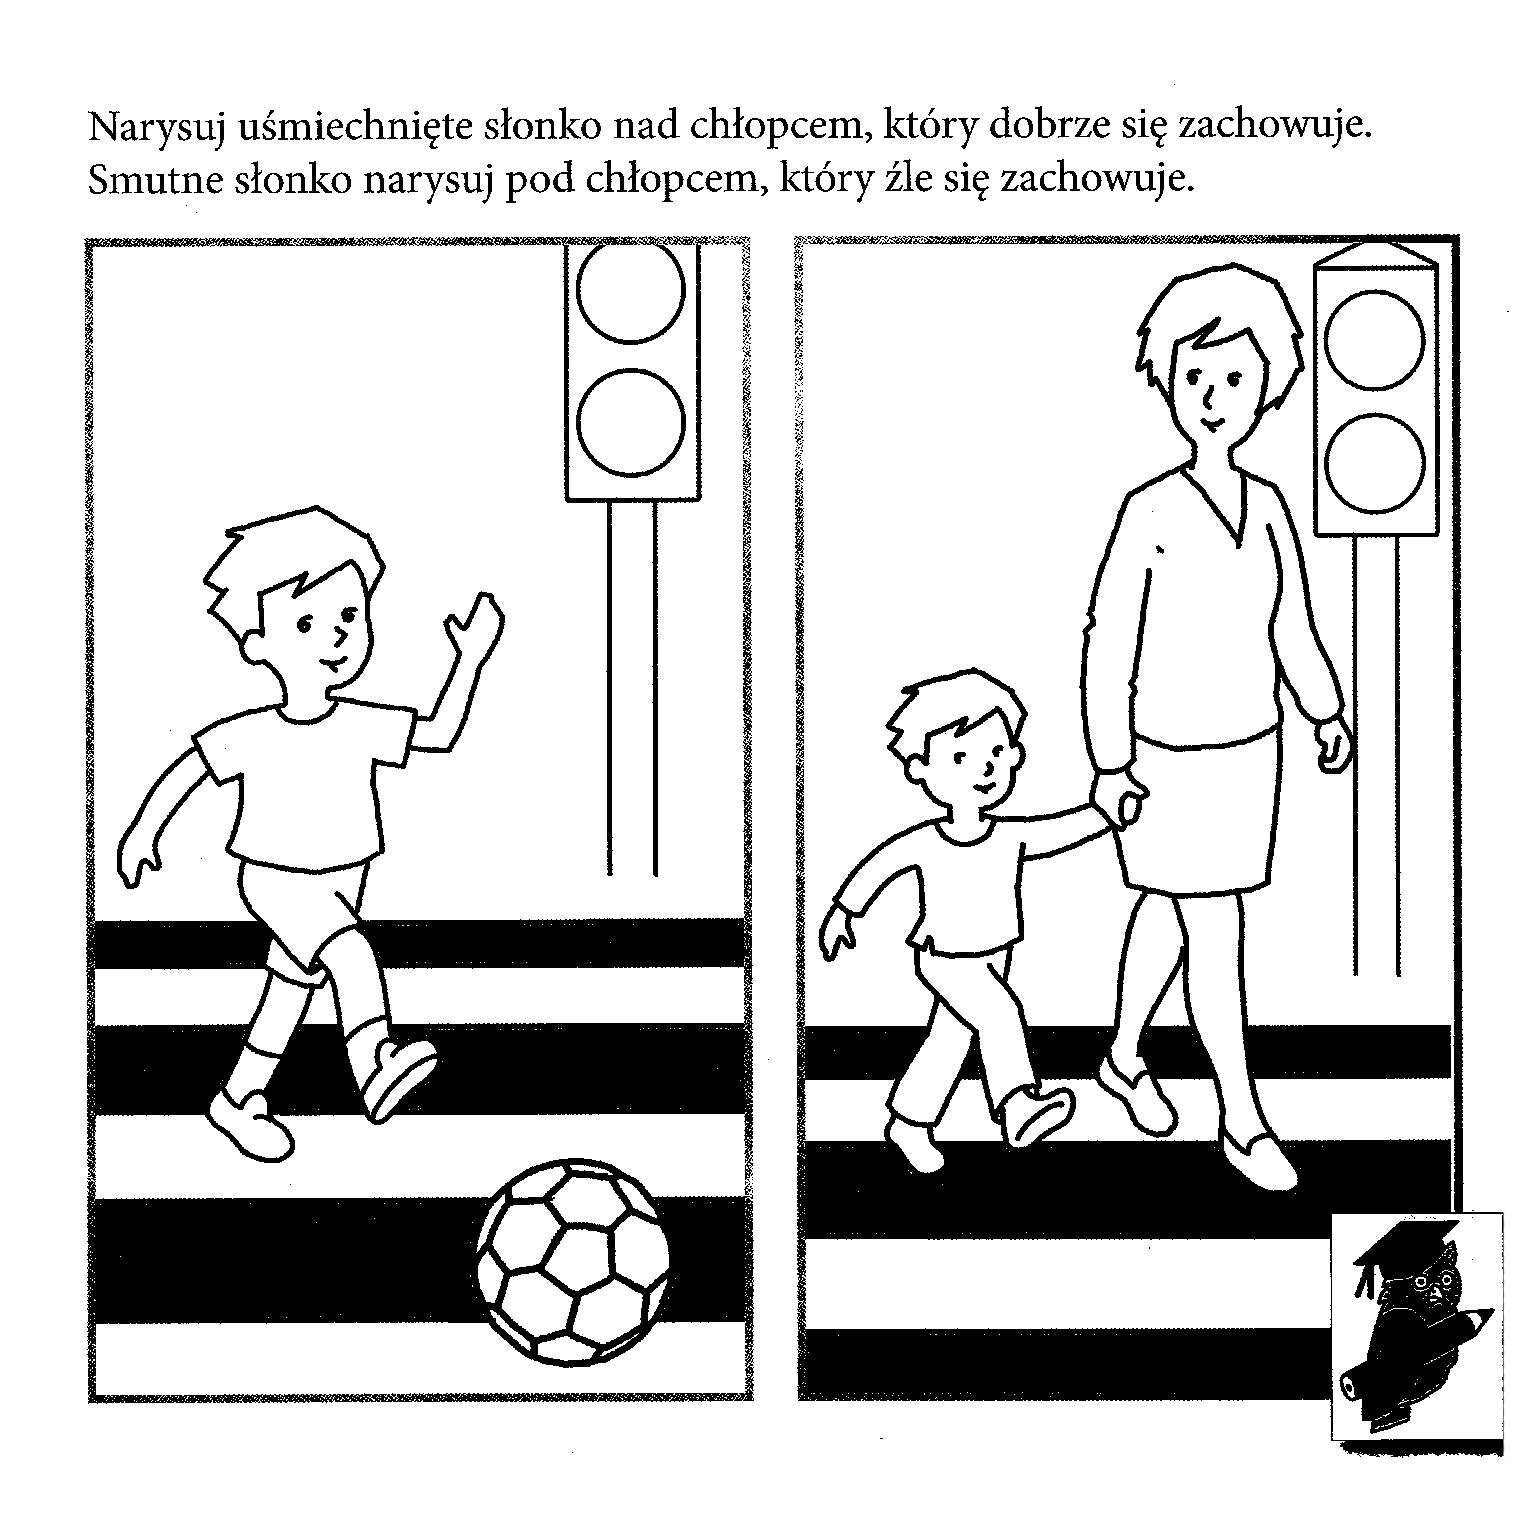 Narysuj uśmiechnięte słonko nad chłopcem, który dobrze się zachowuje.
Smutne słonko narysuj pod chłopcem, który źle się zachowuje.